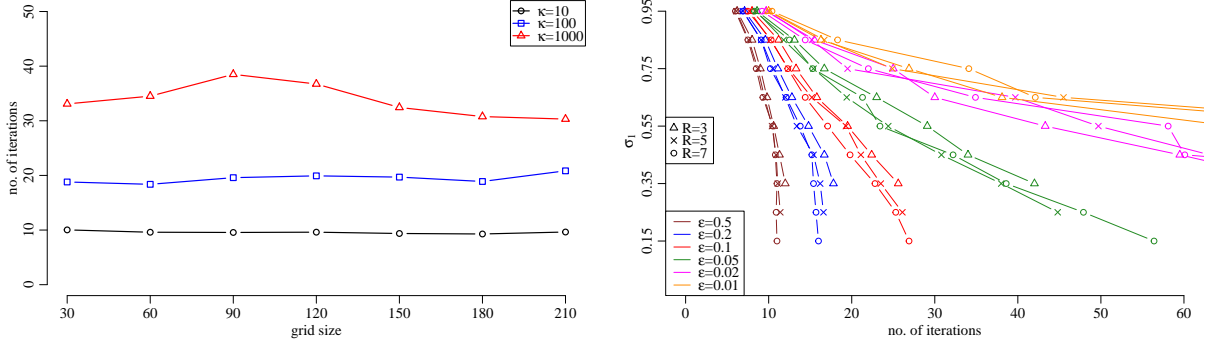 50
40
30
20
10
0
no. of iterations
30 60 90 120 150 180 210
grid size
κ=10
κ=100
κ=1000
0.95
0.75
0.55
0.35
0.15
σ1
R=3
R=5
R=7
ε=0.5
ε=0.2
ε=0.1
ε=0.05
ε=0.02
ε=0.01
0 10 20 30 40 50 60
no. of iterations